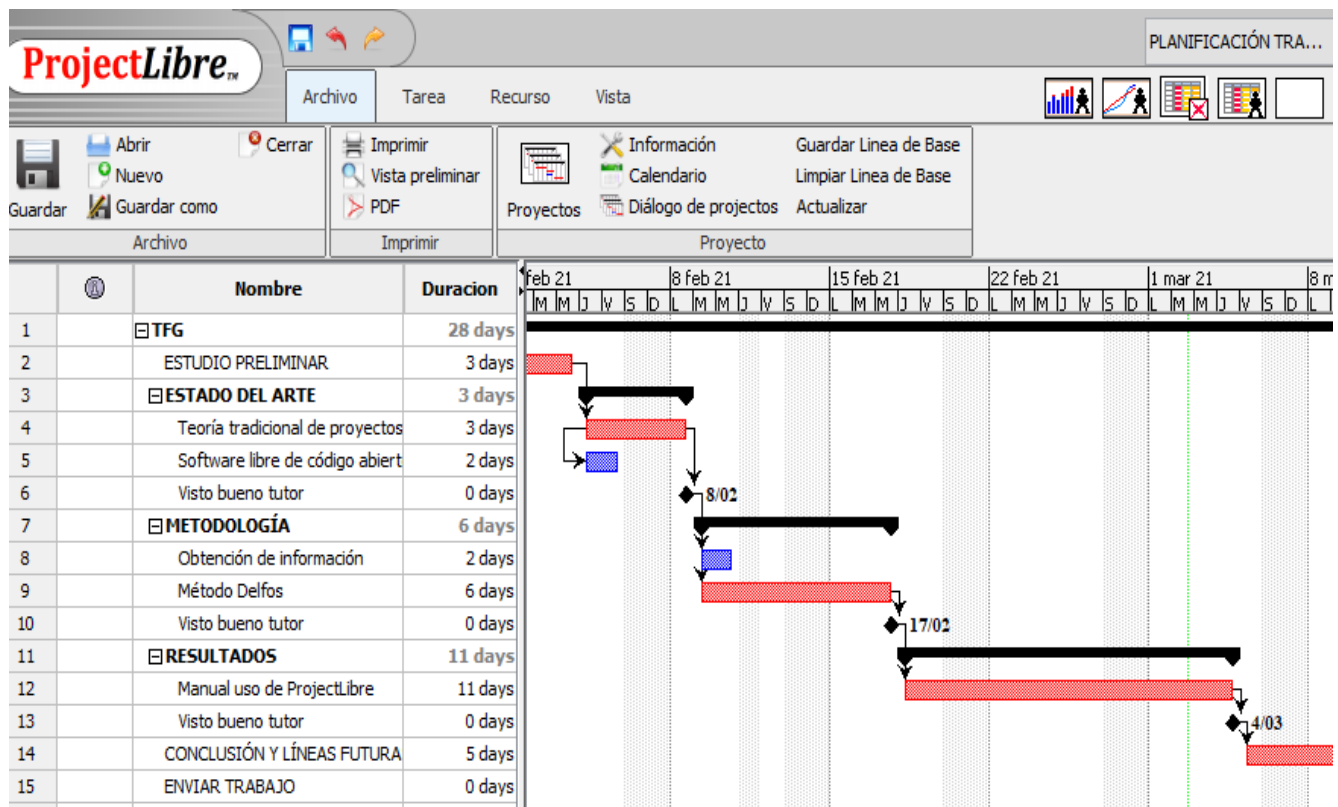 PLANIFICACIÓN TRA...
ProjectLibre™
Archivo Tarea Recurso Vista
Abrir Cerrar Imprimir Información Guardar Linea de Base
Nuevo Vista preliminar Calendario Limpiar Linea de Base
Guardar Guardar como PDF Proyectos Diálogo de projectos Actualizar
Archivo Imprimir Proyecto
Nombre Duracion
feb 21 8 feb 21 15 feb 21 22 feb 21 1 mar 21 8 m
M M J V S D L M M J V S D L M M J V S D L M M J V S D L M M J V S D L
1 TFG 28 days
2 ESTUDIO PRELIMINAR 3 days
3 ESTADO DEL ARTE 3 days
4 Teoría tradicional de proyectos 3 days
5 Software libre de código abiert 2 days
6 Visto bueno tutor 0 days 8/02
7 METODOLOGÍA 6 days
8 Obtención de información 2 days
9 Método Delfos 6 days
10 Visto bueno tutor 0 days 17/02
11 RESULTADOS 11 days
12 Manual uso de ProjectLibre 11 days
13 Visto bueno tutor 0 days 4/03
14 CONCLUSIÓN Y LÍNEAS FUTURA 5 days
15 ENVIAR TRABAJO 0 days